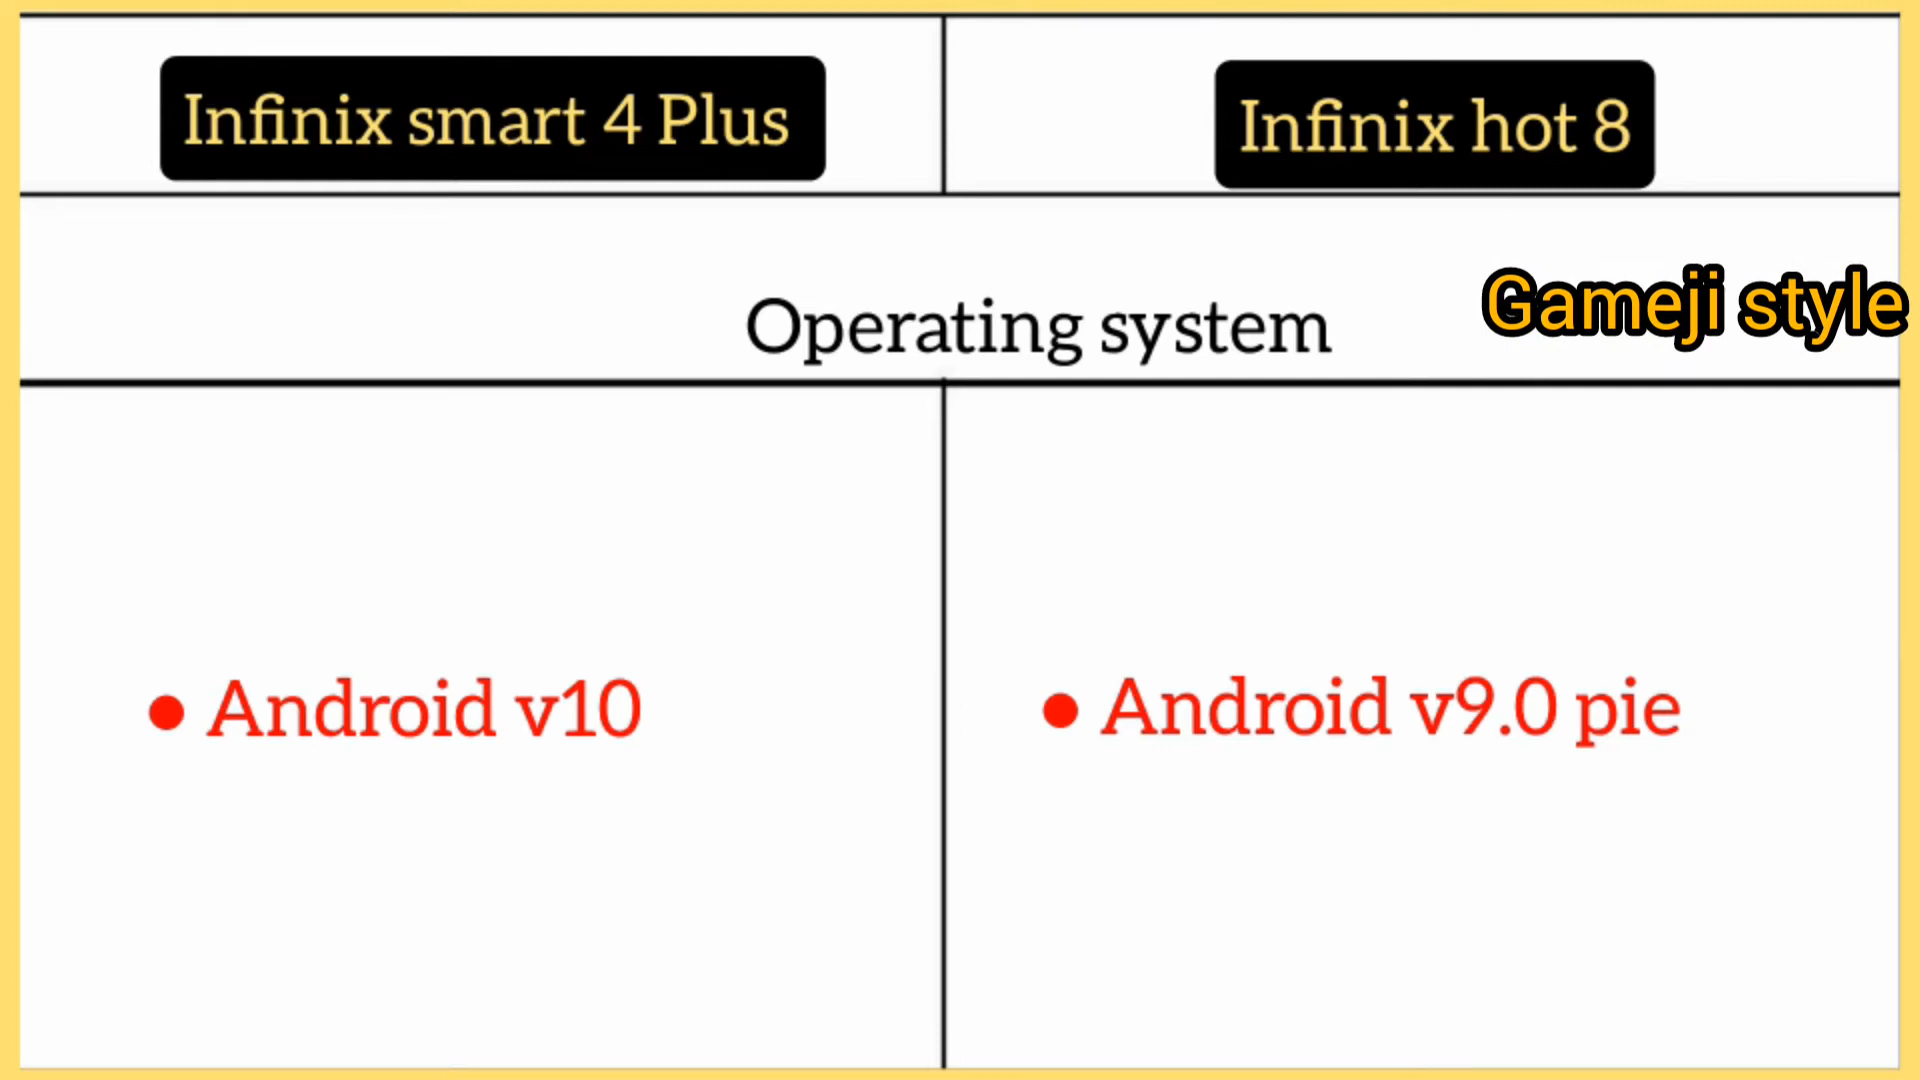 Infinix smart 4 Plus
Infinix hot 8
Operating system
Gameji style
• Android v10
• Android v9.0 pie